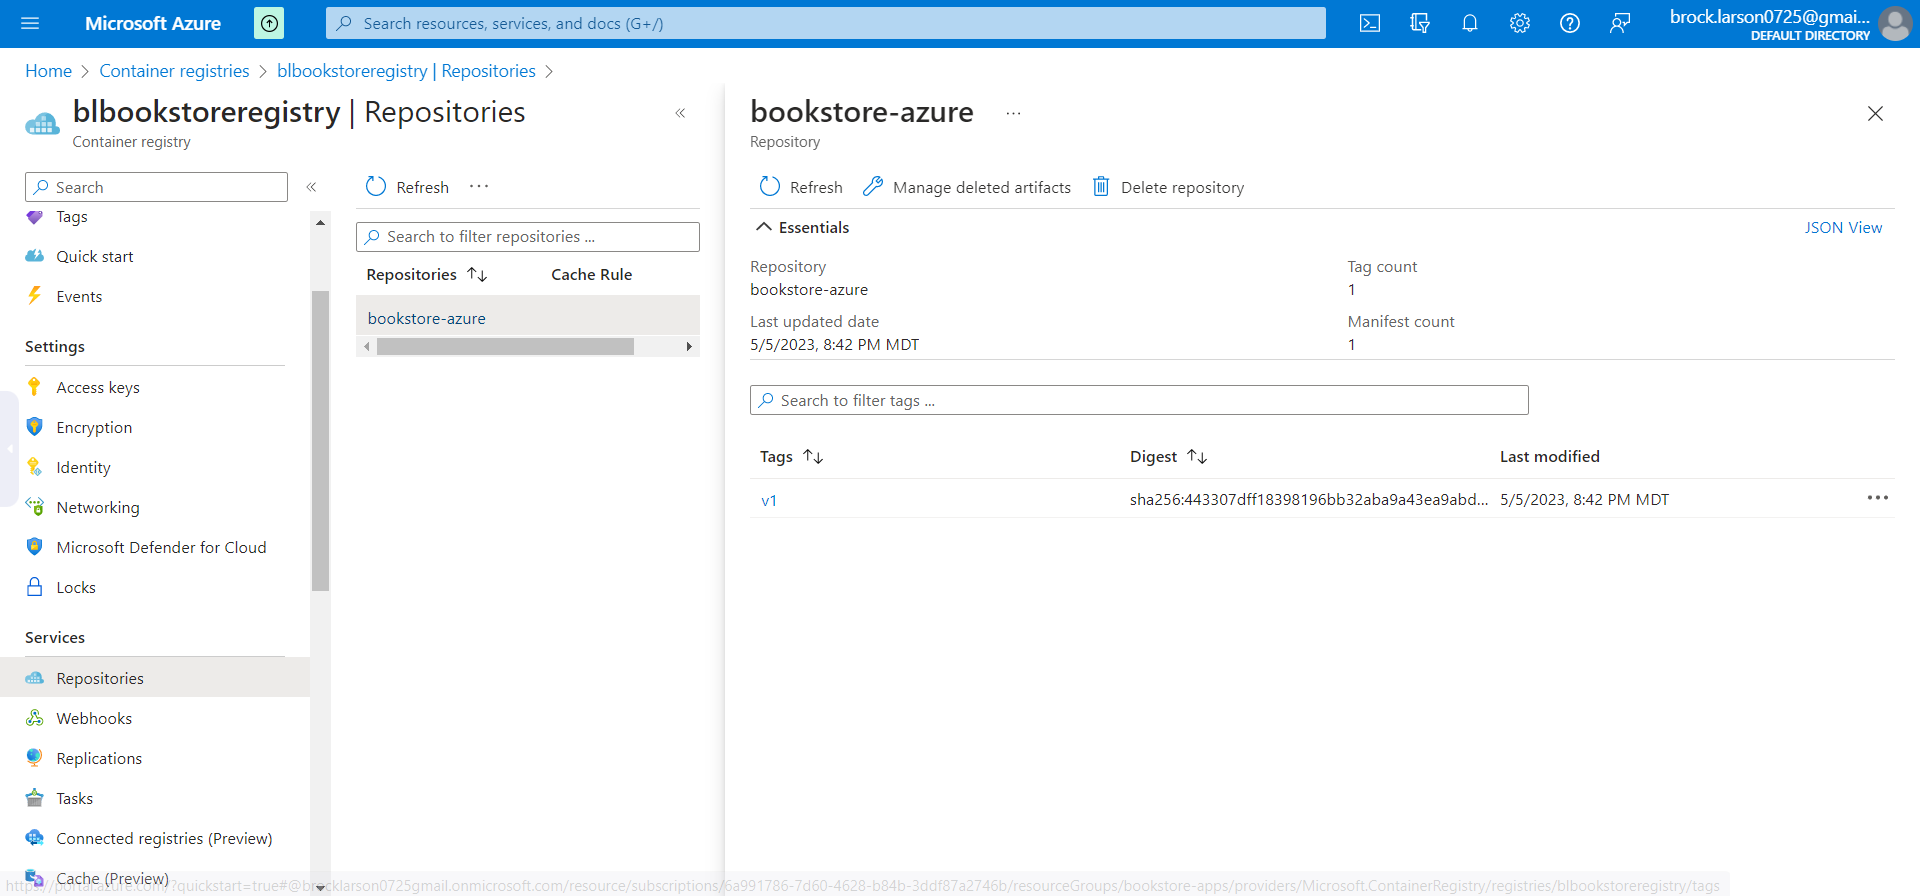 Microsoft Azure
Search resources, services, and docs (G+/)
brock.larson0725@gmai...
DEFAULT DIRECTORY
Home > Container registries > blbookstoreregistry | Repositories >
blbookstoreregistry | Repositories
Container registry
Search
Tags
Quick start
Events
Settings
Access keys
Encryption
Identity
Networking
Microsoft Defender for Cloud
Locks
Services
Repositories
Webhooks
Replications
Tasks
Connected registries (Preview)
Cache (Preview)
Refresh ...
Search to filter repositories ...
Repositories Cache Rule
bookstore-azure
bookstore-azure ...
Repository
Refresh Manage deleted artifacts Delete repository
Essentials JSON View
Repository
bookstore-azure
Last updated date
5/5/2023, 8:42 PM MDT
Tag count
1
Manifest count
1
Search to filter tags ...
Tags Digest Last modified
v1 sha256:443307dff18398196bb32aba9a43ea9abd... 5/5/2023, 8:42 PM MDT ...
https://portal.azure.com/?quickstart=true#@brocklarson0725gmail.onmicrosoft.com/resource/subscriptions/6a991786-7d60-4628-b84b-3ddf87a2746b/resourceGroups/bookstore-apps/providers/Microsoft.ContainerRegistry/registries/blbookstoreregistry/tags